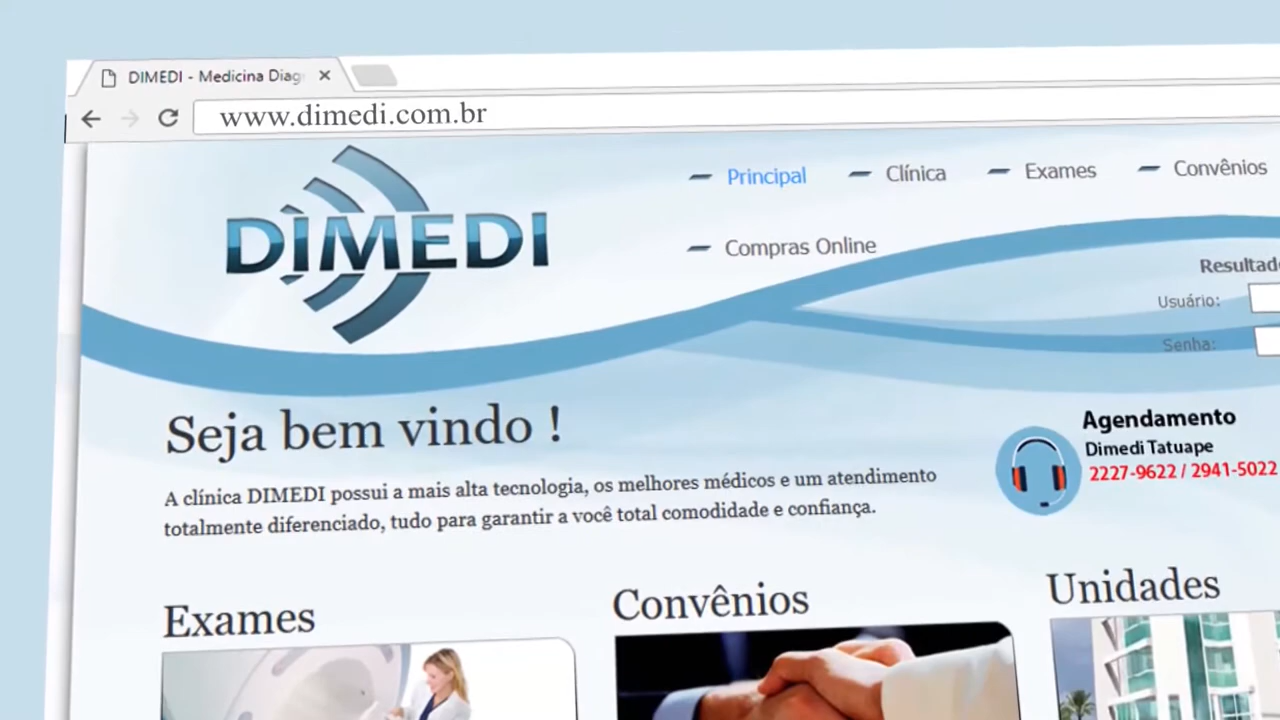 DIMEDI - Medicina Diag
www.dimedi.com.br
DIMEDI
Principal
Clínica
Exames
Convênios
Compras Online
Resultad
Usuário:
Senha:
Seja bem vindo !
A clínica DIMEDI possui a mais alta tecnologia, os melhores médicos e um atendimento
totalmente diferenciado, tudo para garantir a você total comodidade e confiança.
Agendamento
Dimedi Tatuape
2227-9622 / 2941-5022
Exames
Convênios
Unidades